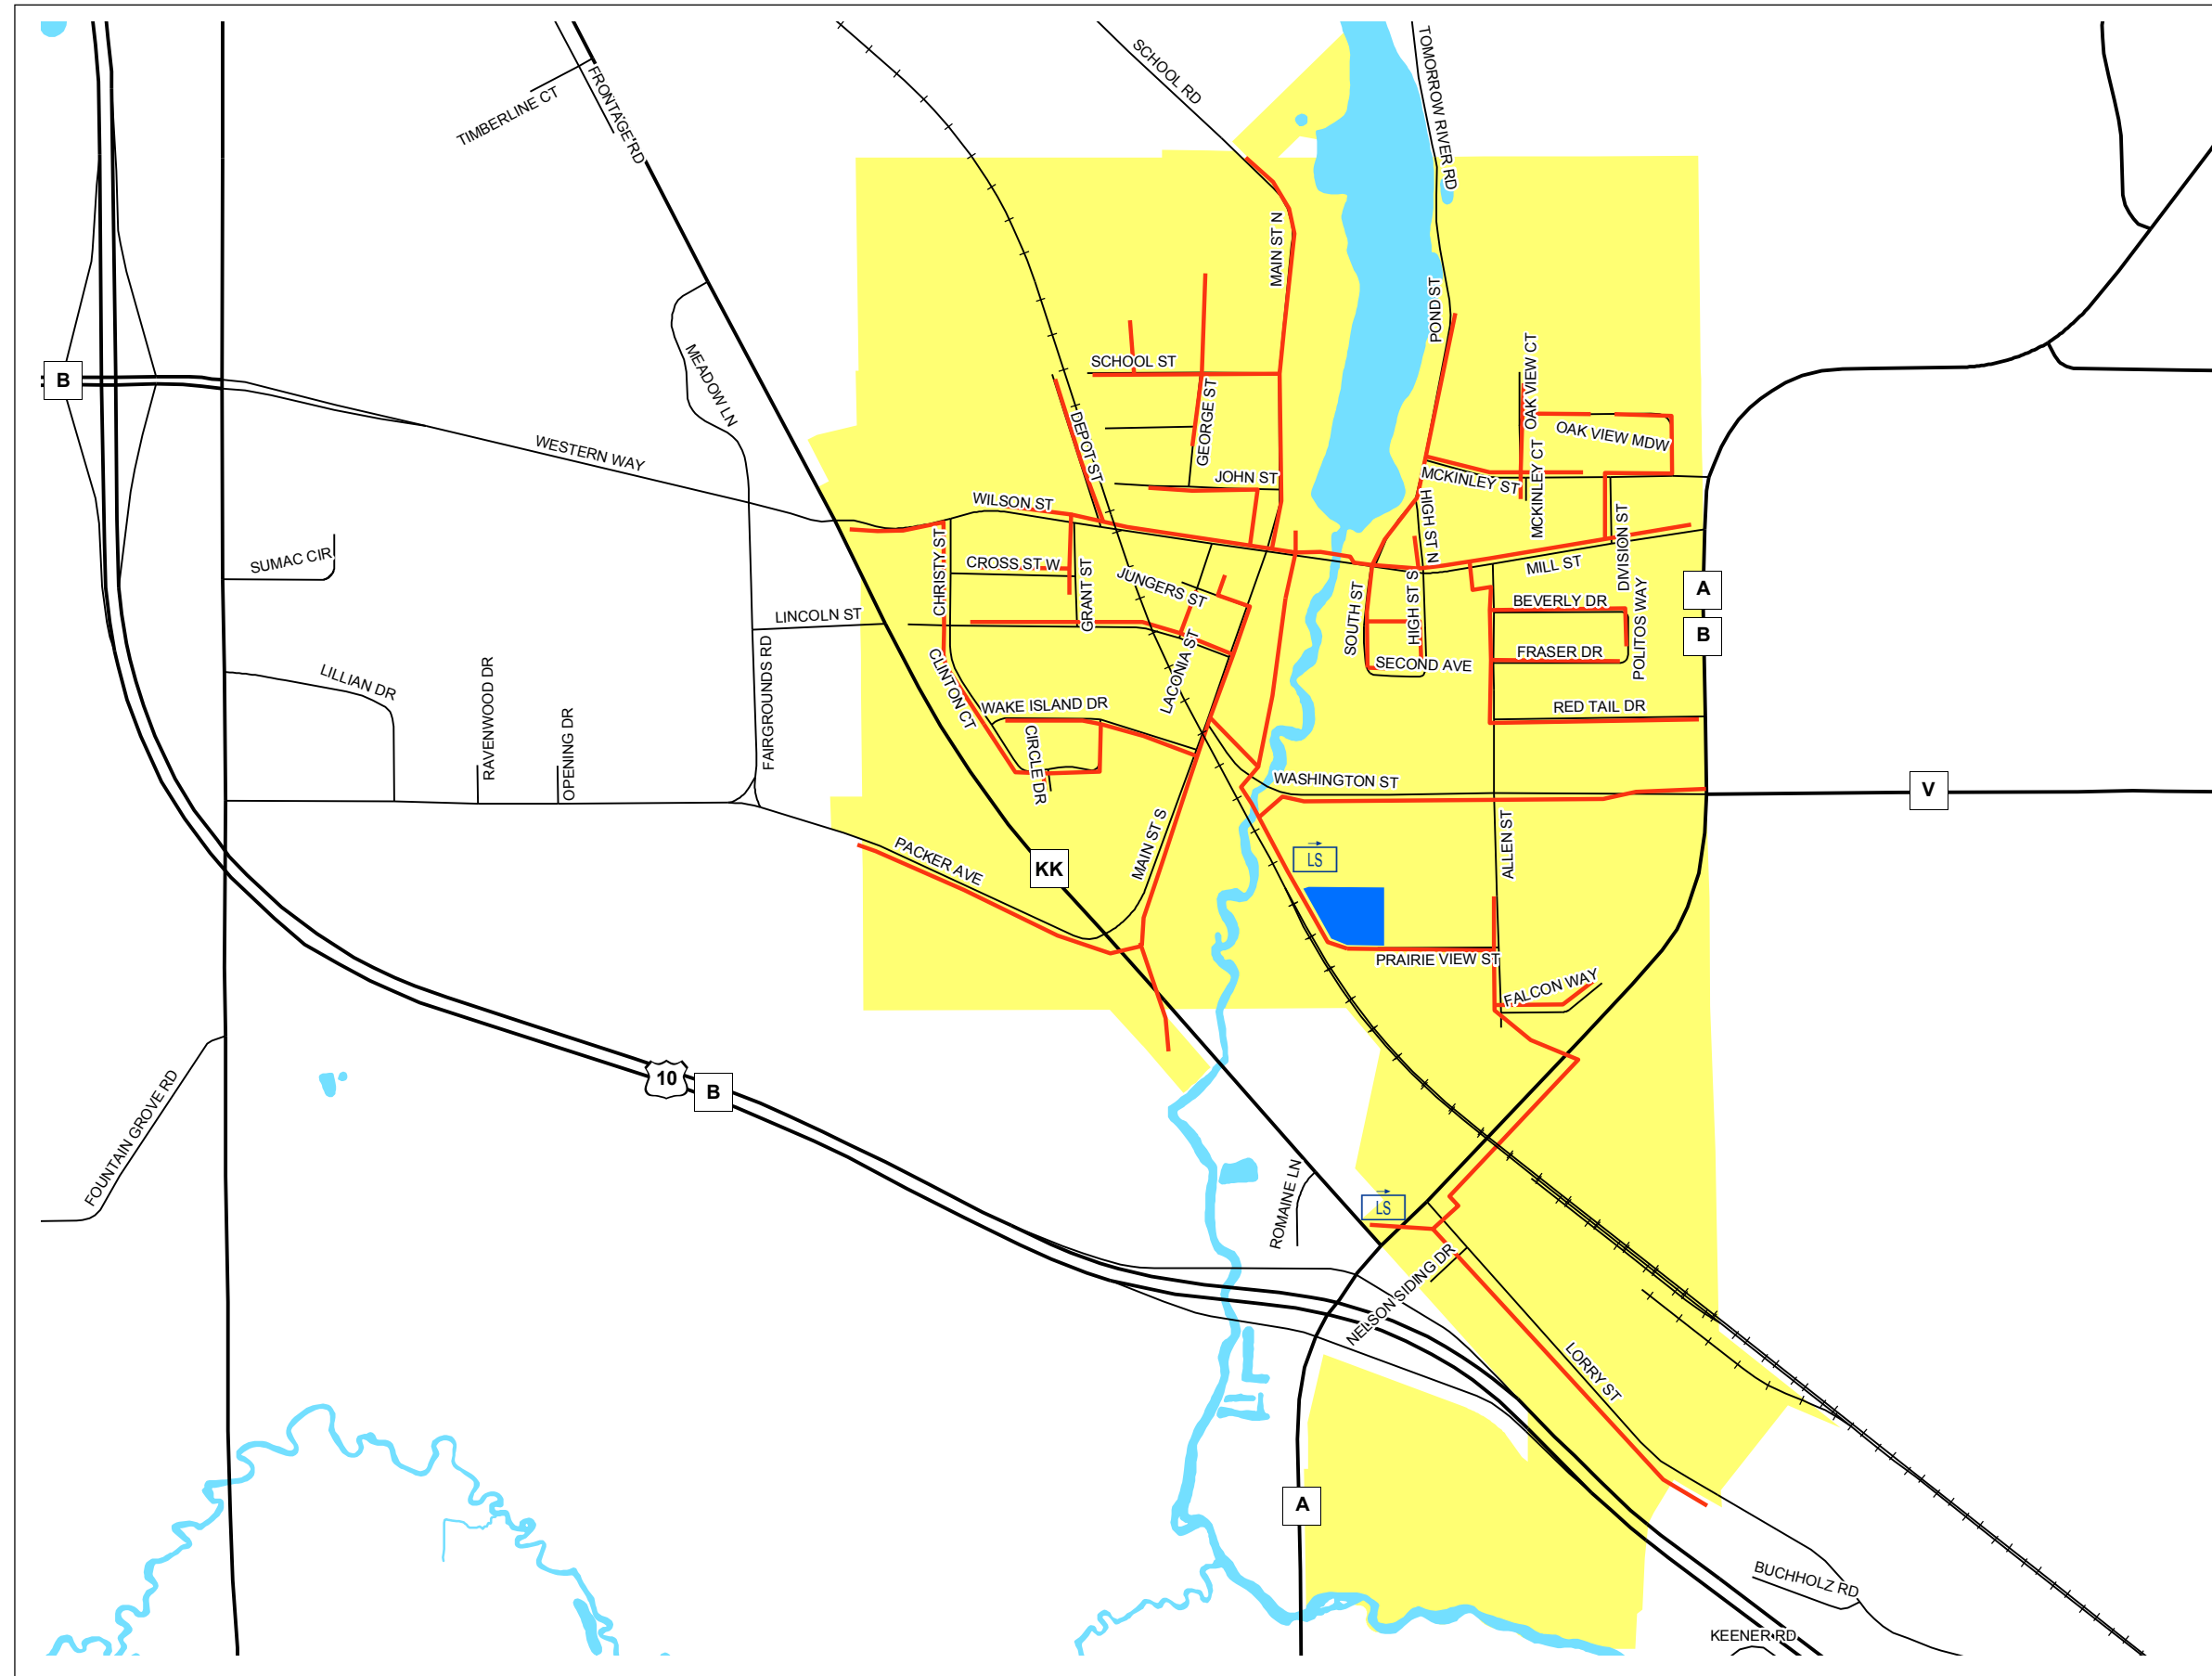 SCHOOL RD
TOMORROW RIVER RD
FRONTAGE RD
TIMBERLINE CT
MAIN ST N
POND ST
OAK VIEW CT
SCHOOL ST
B
MEADOW LN
GEORGE ST
DEPOT ST
OAK VIEW MDW
WESTERN WAY
JOHN ST
MCKINLEY ST
MCKINLEY CT
WILSON ST
HIGH ST N
DIVISION ST
SUMAC CIR
CHRISTY ST
CROSS ST W
JUNGERS ST
GRANT ST
MILL ST
A
BEVERLY DR
LINCOLN ST
SOUTH ST
HIGH ST S
POLITOS WAY
B
FRASER DR
SECOND AVE
LACONIA ST
FAIRGROUNDS RD
CLINTON CT
LILLIAN DR
RAVENWOOD DR
OPENING DR
WAKE ISLAND DR
RED TAIL DR
CIRCLE DR
WASHINGTON ST
V
MAIN ST S
ALLEN ST
PACKER AVE
KK
LS
PRAIRIE VIEW ST
FALCON WAY
10
B
FOUNTAIN GROVE RD
ROMAINE LN
LS
NELSON SIDING DR
LORRY ST
A
BUCHHOLZ RD
KEENER RD